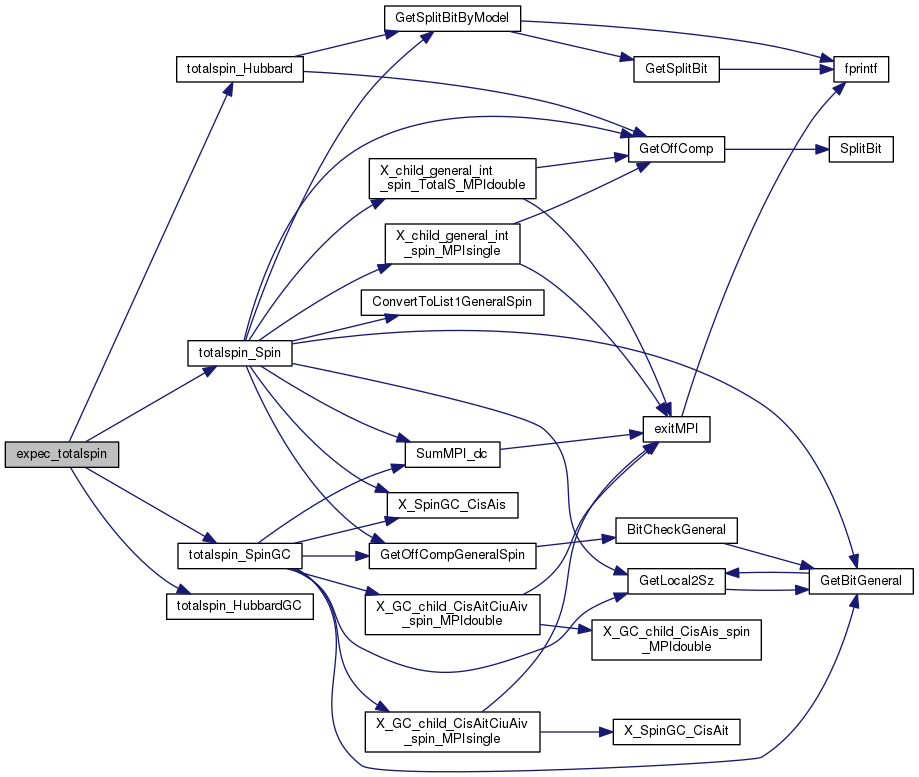 GetSplitBitByModel
totalspin_Hubbard
GetSplitBit
fprintf
GetOffComp
SplitBit
X_child_general_int
_spin_TotalS_MPIdouble
X_child_general_int
_spin_MPIsingle
ConvertToList1GeneralSpin
totalspin_Spin
exitMPI
expec_totalspin
SumMPI_dc
X_SpinGC_CisAis
BitCheckGeneral
totalspin_SpinGC
GetOffCompGeneralSpin
GetLocal2Sz
GetBitGeneral
totalspin_HubbardGC
X_GC_child_CisAitCiuAiv
_spin_MPIdouble
X_GC_child_CisAis_spin
_MPIdouble
X_GC_child_CisAitCiuAiv
_spin_MPIsingle
X_SpinGC_CisAit